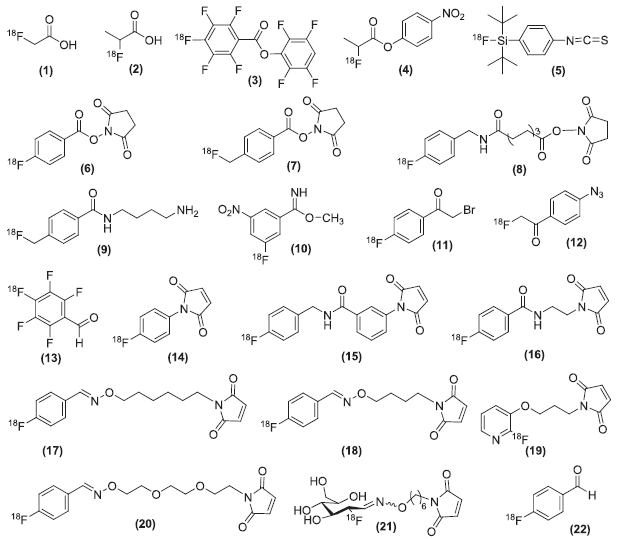 18F O OH (1)
O OH 18F (2)
F F 18F F F O O F F F F (3)
O O 18F NO2 (4)
18F Si N=C=S (5)
18F O O N O O (6)
18F O O N O O (7)
18F N H O 3 O O N O O (8)
18F O N H NH2 (9)
O2N NH O CH3 18F (10)
18F O Br (11)
18F O N3 (12)
18F F F F F O H (13)
18F N O O (14)
18F N H O N O O (15)
18F O N H N O O (16)
18F N O N O O (17)
18F N O N O O (18)
N 18F O N O O (19)
18F N O O O N O O (20)
HO OH HO HO 18F N O 6 N O O (21)
18F O H (22)